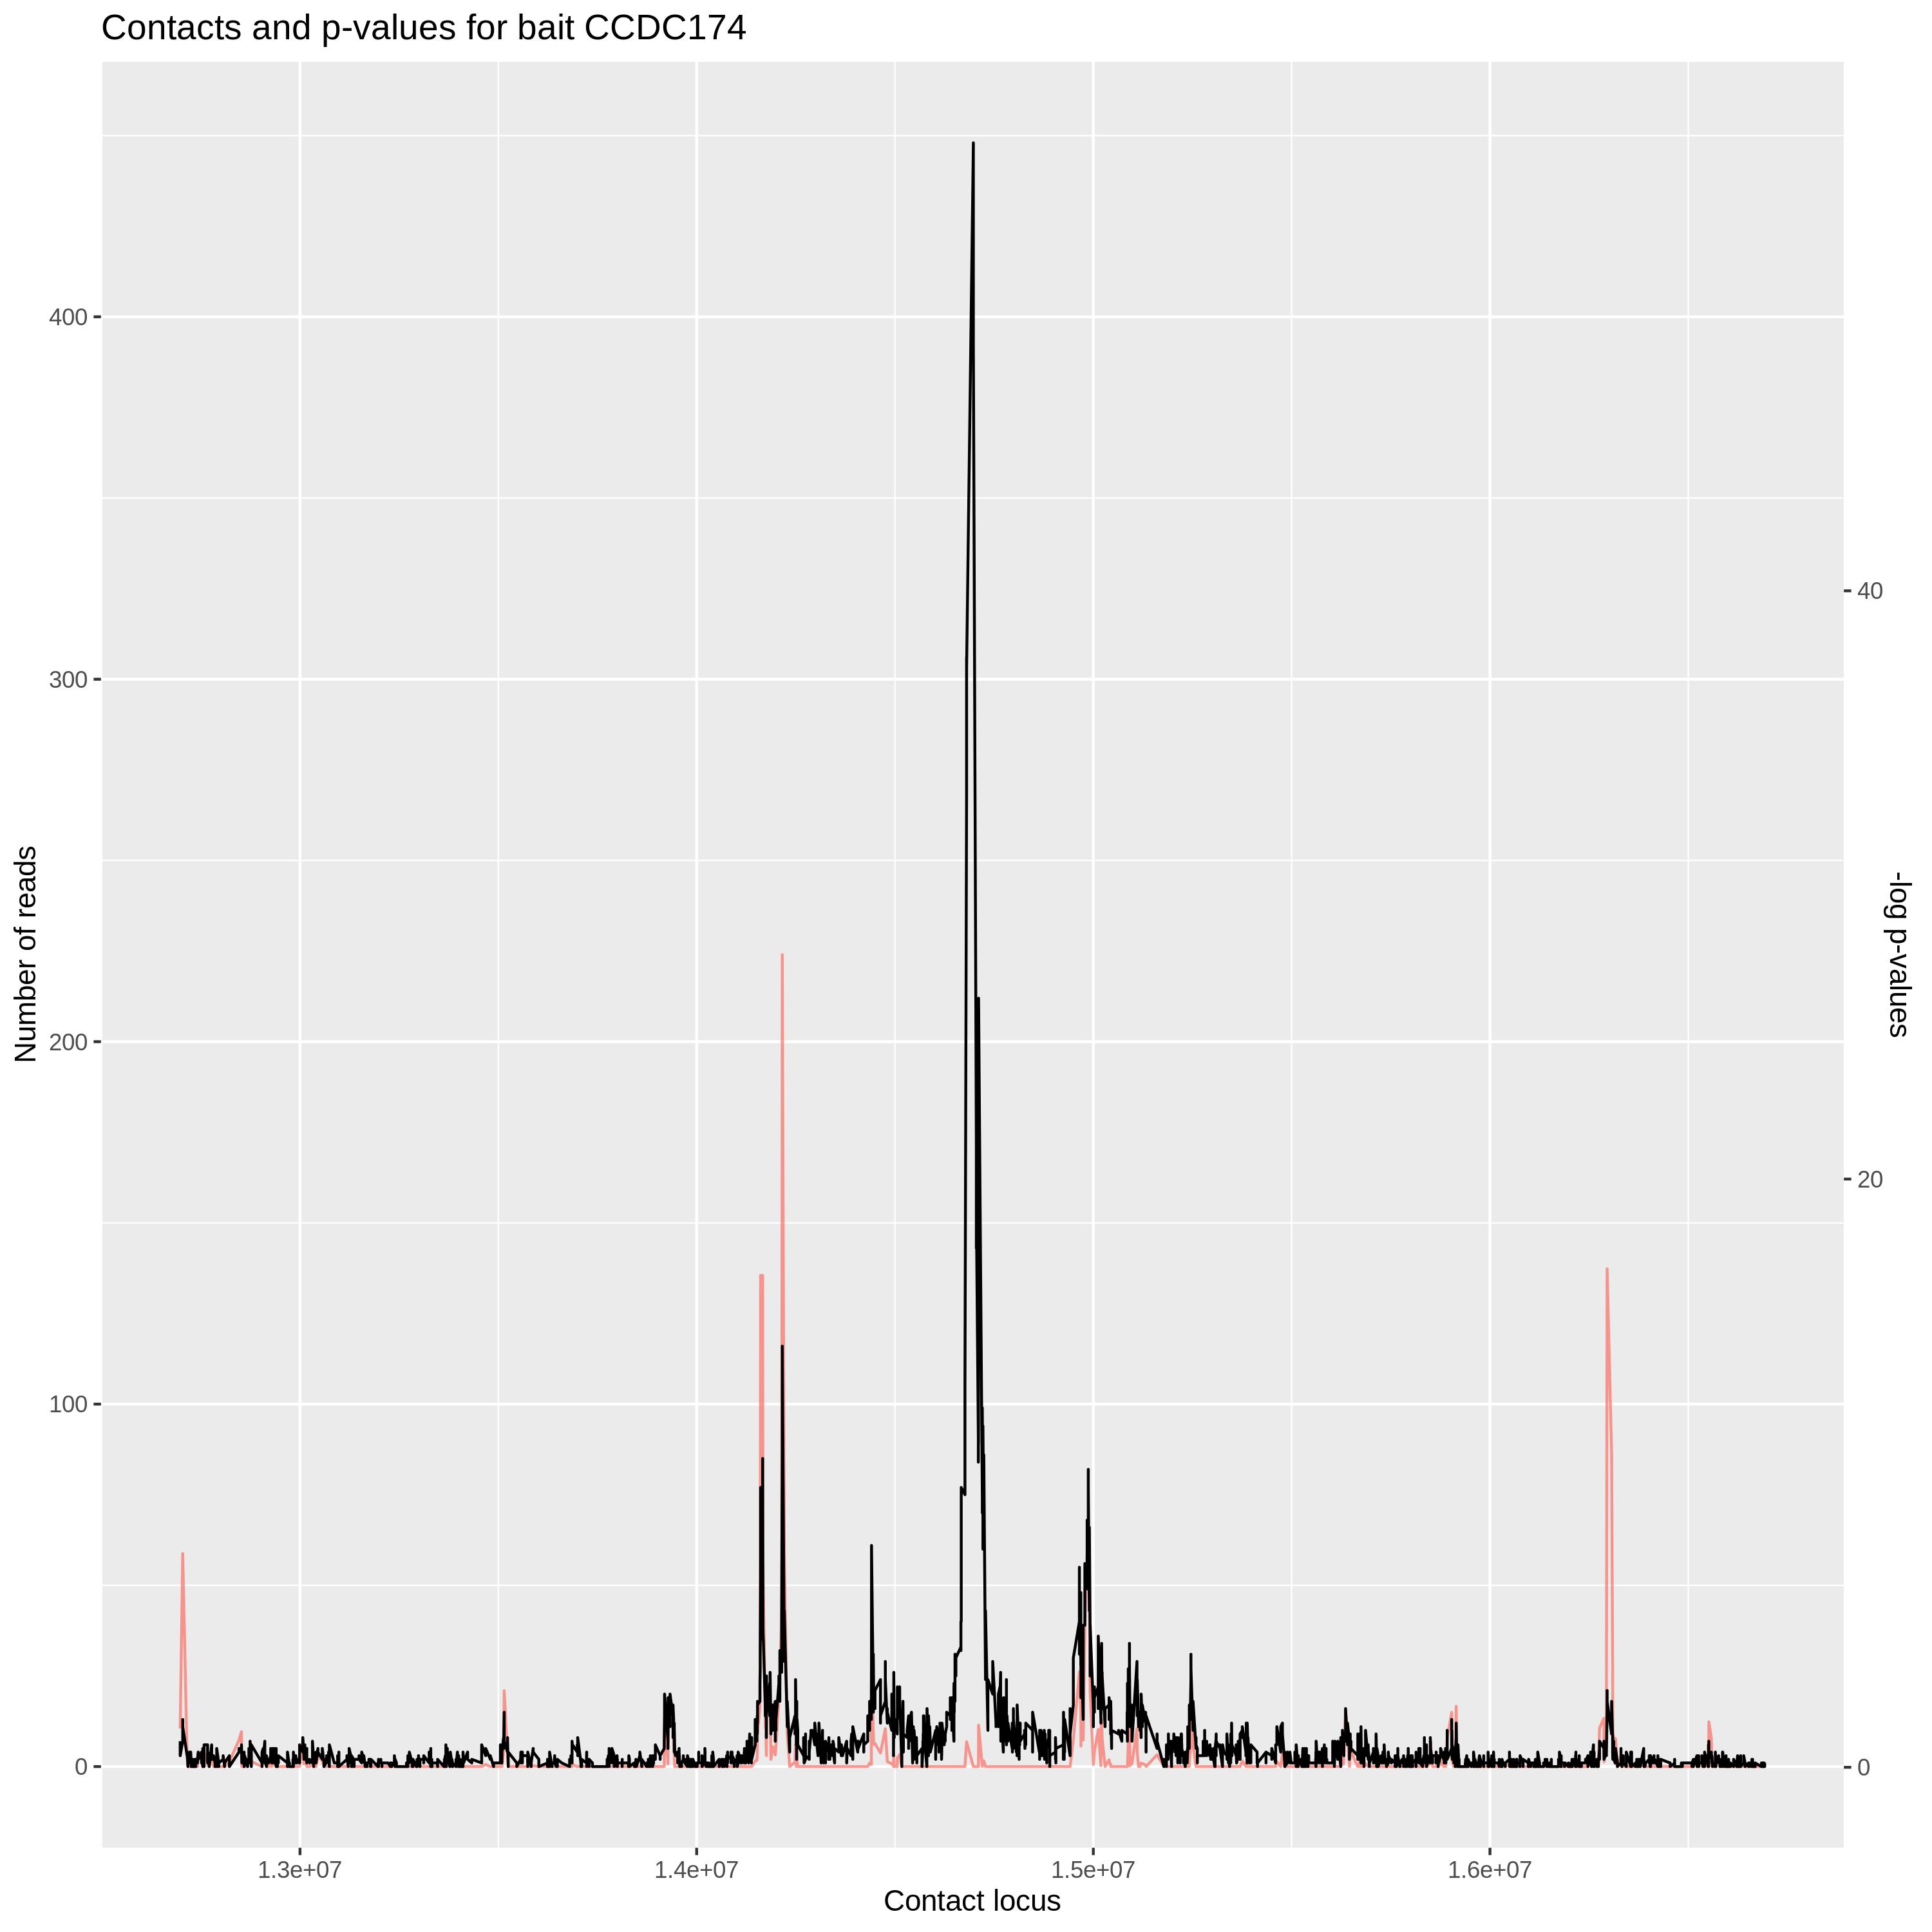 Contacts and p-values for bait CCDC174
Number of reads
400
300
200
100
0
40
20
0
-log p-values
1.3e+07
1.4e+07
1.5e+07
1.6e+07
Contact locus